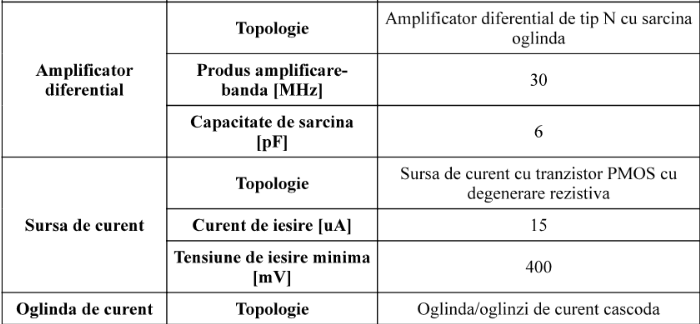 Topologie
Amplificator diferential de tip N cu sarcina
oglinda
Amplificator
diferential
Produs amplificare-
banda [MHz]
30
Capacitate de sarcina
[pF]
6
Sursa de curent
Topologie
Sursa de curent cu tranzistor PMOS cu
degenerare rezistiva
Curent de iesire [uA]
15
Tensiune de iesire minima
[mV]
400
Oglinda de curent
Topologie
Oglinda/oglinzi de curent cascoda